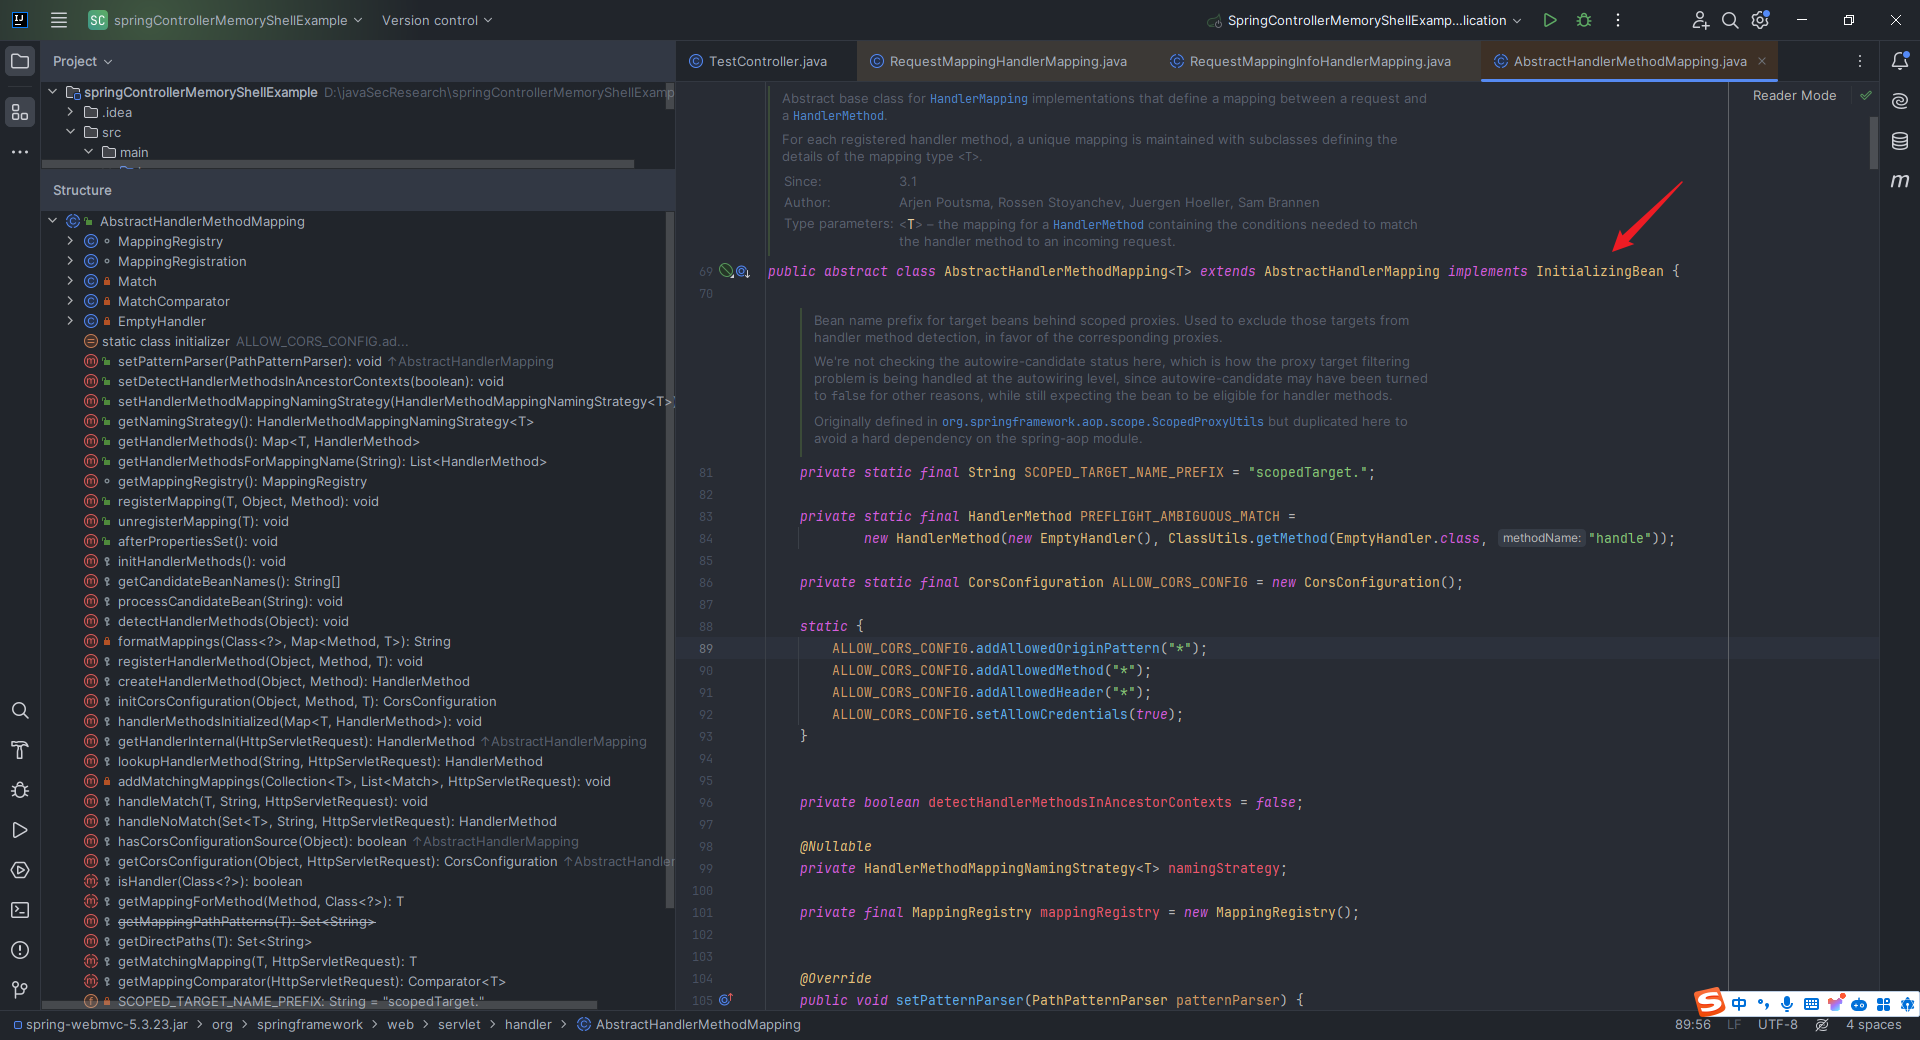 SC springControllerMemoryShellExample Version control SpringControllerMemoryShellExamp...lication
Project
springControllerMemoryShellExample D:\javaSecResearch\springControllerMemoryShellExamp
.idea
src
main
Structure
AbstractHandlerMethodMapping
MappingRegistry
MappingRegistration
Match
MatchComparator
EmptyHandler
static class initializer ALLOW_CORS_CONFIG.ad...
setPatternParser(PathPatternParser): void ↑AbstractHandlerMapping
setDetectHandlerMethodsInAncestorContexts(boolean): void
setHandlerMethodMappingNamingStrategy(HandlerMethodMappingNamingStrategy<T>)
getNamingStrategy(): HandlerMethodMappingNamingStrategy<T>
getHandlerMethods(): Map<T, HandlerMethod>
getHandlerMethodsForMappingName(String): List<HandlerMethod>
getMappingRegistry(): MappingRegistry
registerMapping(T, Object, Method): void
unregisterMapping(T): void
afterPropertiesSet(): void
initHandlerMethods(): void
getCandidateBeanNames(): String[]
processCandidateBean(String): void
detectHandlerMethods(Object): void
formatMappings(Class<?>, Map<Method, T>): String
registerHandlerMethod(Object, Method, T): void
createHandlerMethod(Object, Method): HandlerMethod
initCorsConfiguration(Object, Method, T): CorsConfiguration
handlerMethodsInitialized(Map<T, HandlerMethod>): void
getHandlerInternal(HttpServletRequest): HandlerMethod ↑AbstractHandlerMapping
lookupHandlerMethod(String, HttpServletRequest): HandlerMethod
addMatchingMappings(Collection<T>, List<Match>, HttpServletRequest): void
handleMatch(T, String, HttpServletRequest): void
handleNoMatch(Set<T>, String, HttpServletRequest): HandlerMethod
hasCorsConfigurationSource(Object): boolean ↑AbstractHandlerMapping
getCorsConfiguration(Object, HttpServletRequest): CorsConfiguration ↑AbstractHandler
isHandler(Class<?>): boolean
getMappingForMethod(Method, Class<?>): T
getMappingPathPatterns(T): Set<String>
getDirectPaths(T): Set<String>
getMatchingMapping(T, HttpServletRequest): T
getMappingComparator(HttpServletRequest): Comparator<T>
SCOPED_TARGET_NAME_PREFIX: String = "scopedTarget."
TestController.java RequestMappingHandlerMapping.java RequestMappingInfoHandlerMapping.java AbstractHandlerMethodMapping.java
Reader Mode
Abstract base class for HandlerMapping implementations that define a mapping between a request and
a HandlerMethod.
For each registered handler method, a unique mapping is maintained with subclasses defining the
details of the mapping type <T>.
Since: 3.1
Author: Arjen Poutsma, Rossen Stoyanchev, Juergen Hoeller, Sam Brannen
Type parameters: <T> – the mapping for a HandlerMethod containing the conditions needed to match
the handler method to an incoming request.
69 public abstract class AbstractHandlerMethodMapping<T> extends AbstractHandlerMapping implements InitializingBean {
70
Bean name prefix for target beans behind scoped proxies. Used to exclude those targets from
handler method detection, in favor of the corresponding proxies.
We're not checking the autowire-candidate status here, which is how the proxy target filtering
problem is being handled at the autowiring level, since autowire-candidate may have been turned
to false for other reasons, while still expecting the bean to be eligible for handler methods.
Originally defined in org.springframework.aop.scope.ScopedProxyUtils but duplicated here to
avoid a hard dependency on the spring-aop module.
81 private static final String SCOPED_TARGET_NAME_PREFIX = "scopedTarget.";
82
83 private static final HandlerMethod PREFLIGHT_AMBIGUOUS_MATCH =
84 new HandlerMethod(new EmptyHandler(), ClassUtils.getMethod(EmptyHandler.class, methodName: "handle"));
85
86 private static final CorsConfiguration ALLOW_CORS_CONFIG = new CorsConfiguration();
87
88 static {
89 ALLOW_CORS_CONFIG.addAllowedOriginPattern("*");
90 ALLOW_CORS_CONFIG.addAllowedMethod("*");
91 ALLOW_CORS_CONFIG.addAllowedHeader("*");
92 ALLOW_CORS_CONFIG.setAllowCredentials(true);
93 }
94
95
96 private boolean detectHandlerMethodsInAncestorContexts = false;
97
98 @Nullable
99 private HandlerMethodMappingNamingStrategy<T> namingStrategy;
100
101 private final MappingRegistry mappingRegistry = new MappingRegistry();
102
103
104 @Override
105 public void setPatternParser(PathPatternParser patternParser) {
中
spring-webmvc-5.3.23.jar > org > springframework > web > servlet > handler > AbstractHandlerMethodMapping
89:56 LF UTF-8 4 spaces